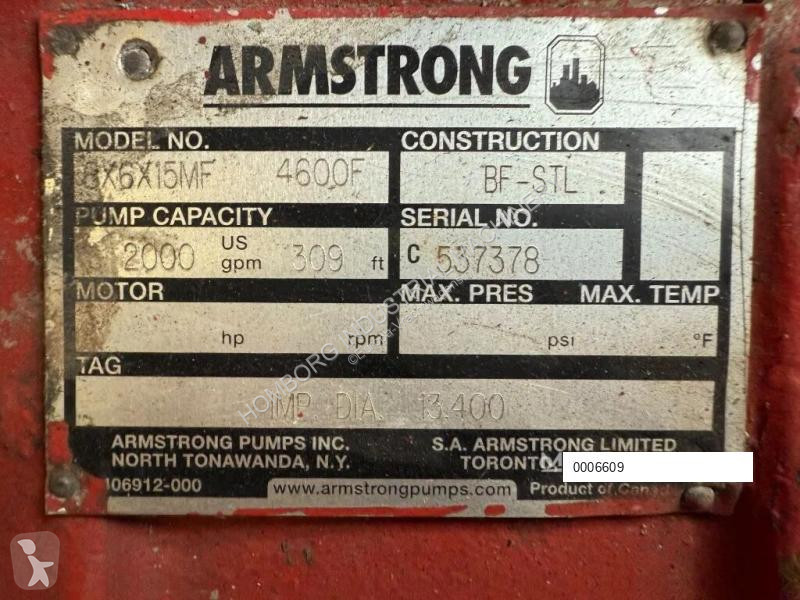 ARMSTRONG
MODEL NO. CONSTRUCTION
8X6X15MF 4600F BF-STL
PUMP CAPACITY SERIAL NO.
2000 US gpm 309 ft C 537378
MOTOR MAX. PRES MAX. TEMP
hp rpm psi °F
TAG
IMP DIA 13.400
ARMSTRONG PUMPS INC. S.A. ARMSTRONG LIMITED
NORTH TONAWANDA, N.Y. TORONTO
0006609
106912-000 www.armstrongpumps.com Product of Canada